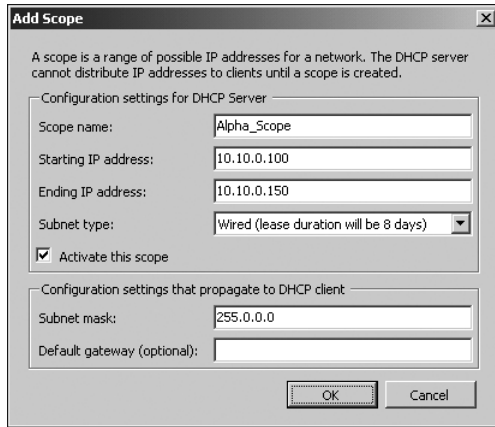 Add Scope
A scope is a range of possible IP addresses for a network. The DHCP server
cannot distribute IP addresses to clients until a scope is created.
Configuration settings for DHCP Server
Scope name: Alpha_Scope
Starting IP address: 10.10.0.100
Ending IP address: 10.10.0.150
Subnet type: Wired (lease duration will be 8 days)
Activate this scope
Configuration settings that propagate to DHCP client
Subnet mask: 255.0.0.0
Default gateway (optional):
OK Cancel